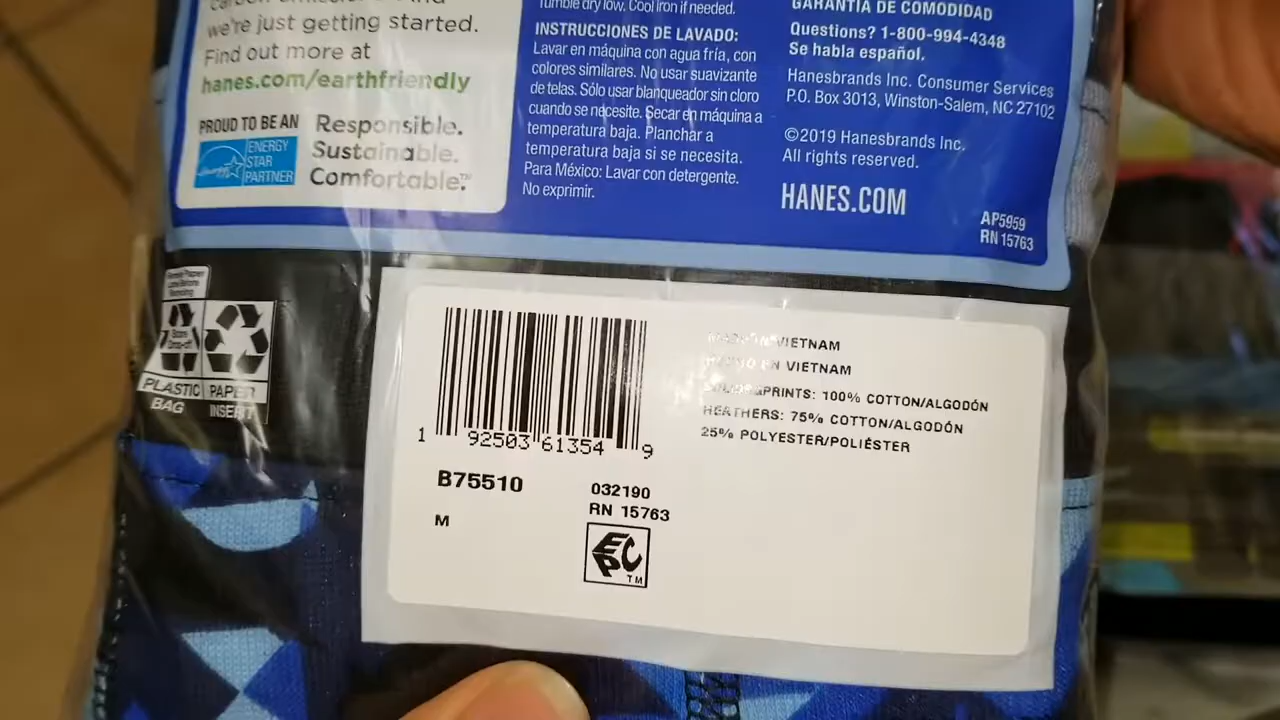 we're just getting started.
Find out more at
hanes.com/earthfriendly
PROUD TO BE AN
ENERGY
STAR
PARTNER
Responsible.
Sustainable.
Comfortable.™
Tumble dry low. Cool iron if needed.
INSTRUCCIONES DE LAVADO:
Lavar en máquina con agua fría, con
colores similares. No usar suavizante
de telas. Sólo usar blanqueador sin cloro
cuando se necesite. Secar en máquina a
temperatura baja. Planchar a
temperatura baja si se necesita.
Para México: Lavar con detergente.
No exprimir.
GARANTÍA DE COMODIDAD
Questions? 1-800-994-4348
Se habla español.
Hanesbrands Inc. Consumer Services
P.O. Box 3013, Winston-Salem, NC 27102
©2019 Hanesbrands Inc.
All rights reserved.
HANES.COM
AP5959
RN 15763
Store
Drop-off
PLASTIC
BAG
PAPER
INSERT
1 92503 61354 9
B75510
M
032190
RN 15763
EPC
TM
VIETNAM
EN VIETNAM
PRINTS: 100% COTTON/ALGODÓN
HEATHERS: 75% COTTON/ALGODÓN
25% POLYESTER/POLIÉSTER